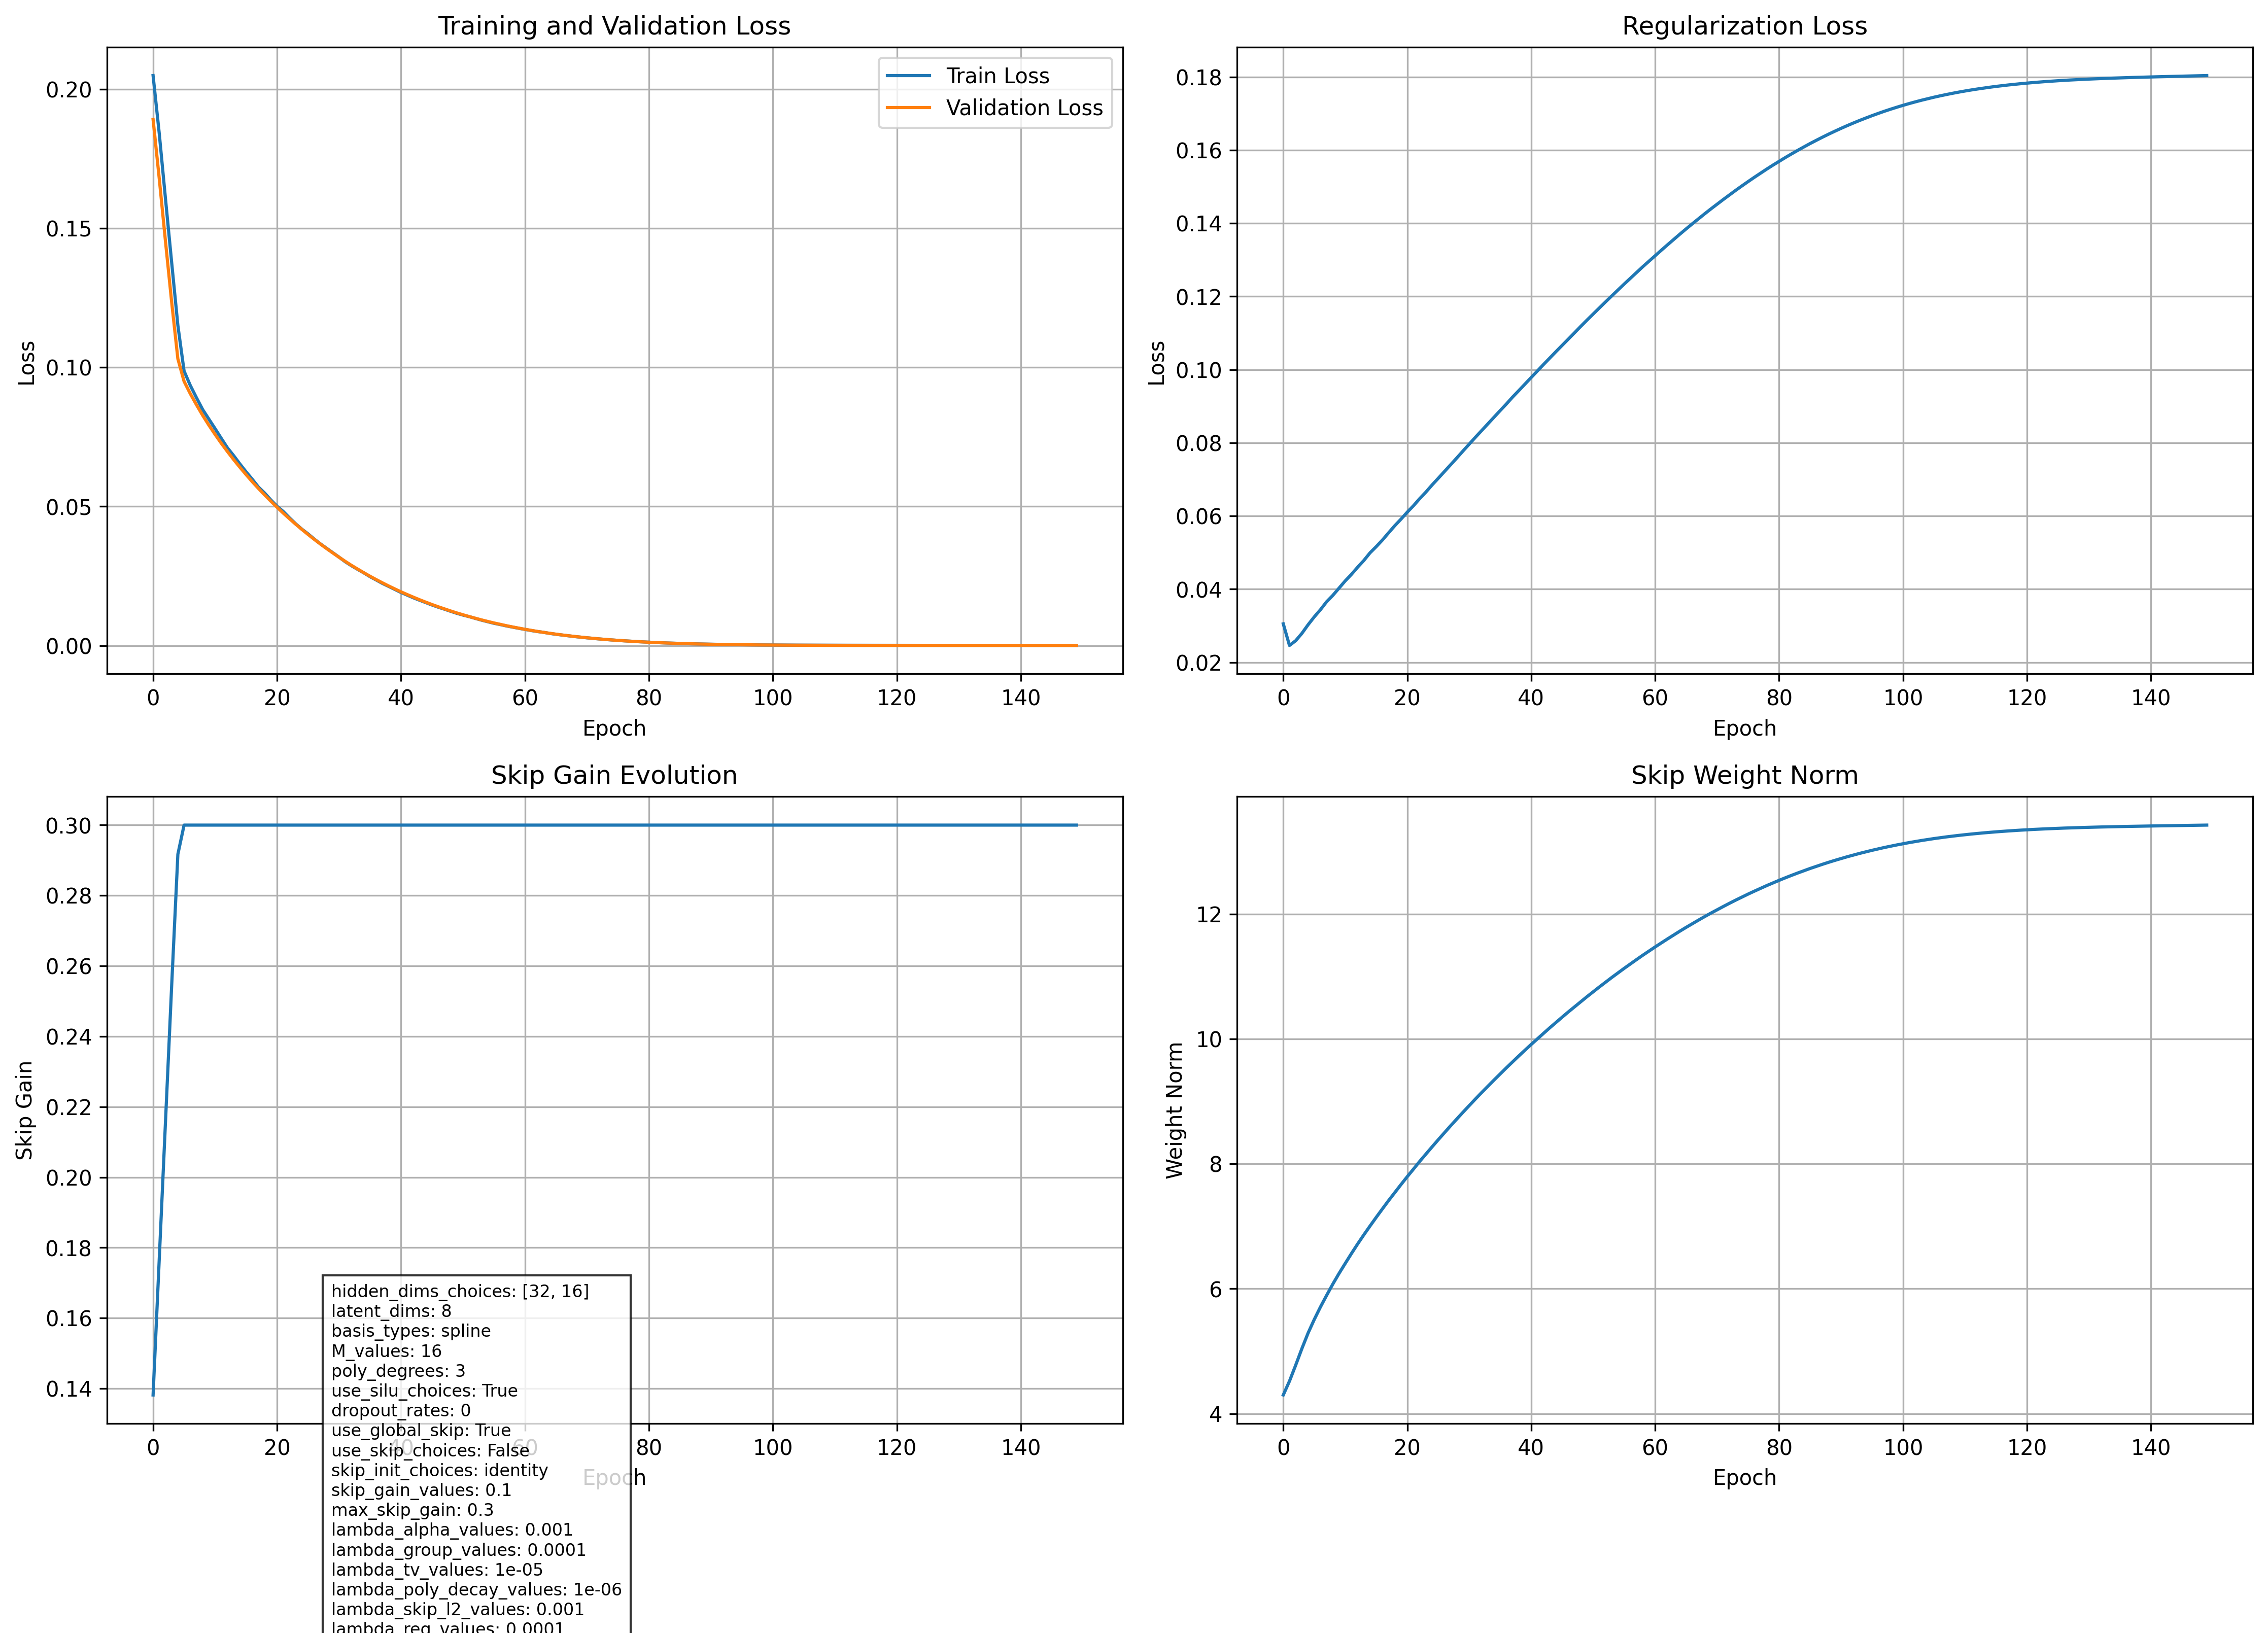 Training and Validation Loss
Train Loss
Validation Loss
0.20
0.15
0.10
0.05
0.00
Loss
0 20 40 60 80 100 120 140
Epoch
Regularization Loss
0.18
0.16
0.14
0.12
0.10
0.08
0.06
0.04
0.02
Loss
0 20 40 60 80 100 120 140
Epoch
Skip Gain Evolution
0.30
0.28
0.26
0.24
0.22
0.20
0.18
0.16
0.14
Skip Gain
0 20 40 60 80 100 120 140
Epoch
hidden_dims_choices: [32, 16]
latent_dims: 8
basis_types: spline
M_values: 16
poly_degrees: 3
use_silu_choices: True
dropout_rates: 0
use_global_skip: True
use_skip_choices: False
skip_init_choices: identity
skip_gain_values: 0.1
max_skip_gain: 0.3
lambda_alpha_values: 0.001
lambda_group_values: 0.0001
lambda_tv_values: 1e-05
lambda_poly_decay_values: 1e-06
lambda_skip_l2_values: 0.001
lambda_reg_values: 0.0001
Skip Weight Norm
12
10
8
6
4
Weight Norm
0 20 40 60 80 100 120 140
Epoch